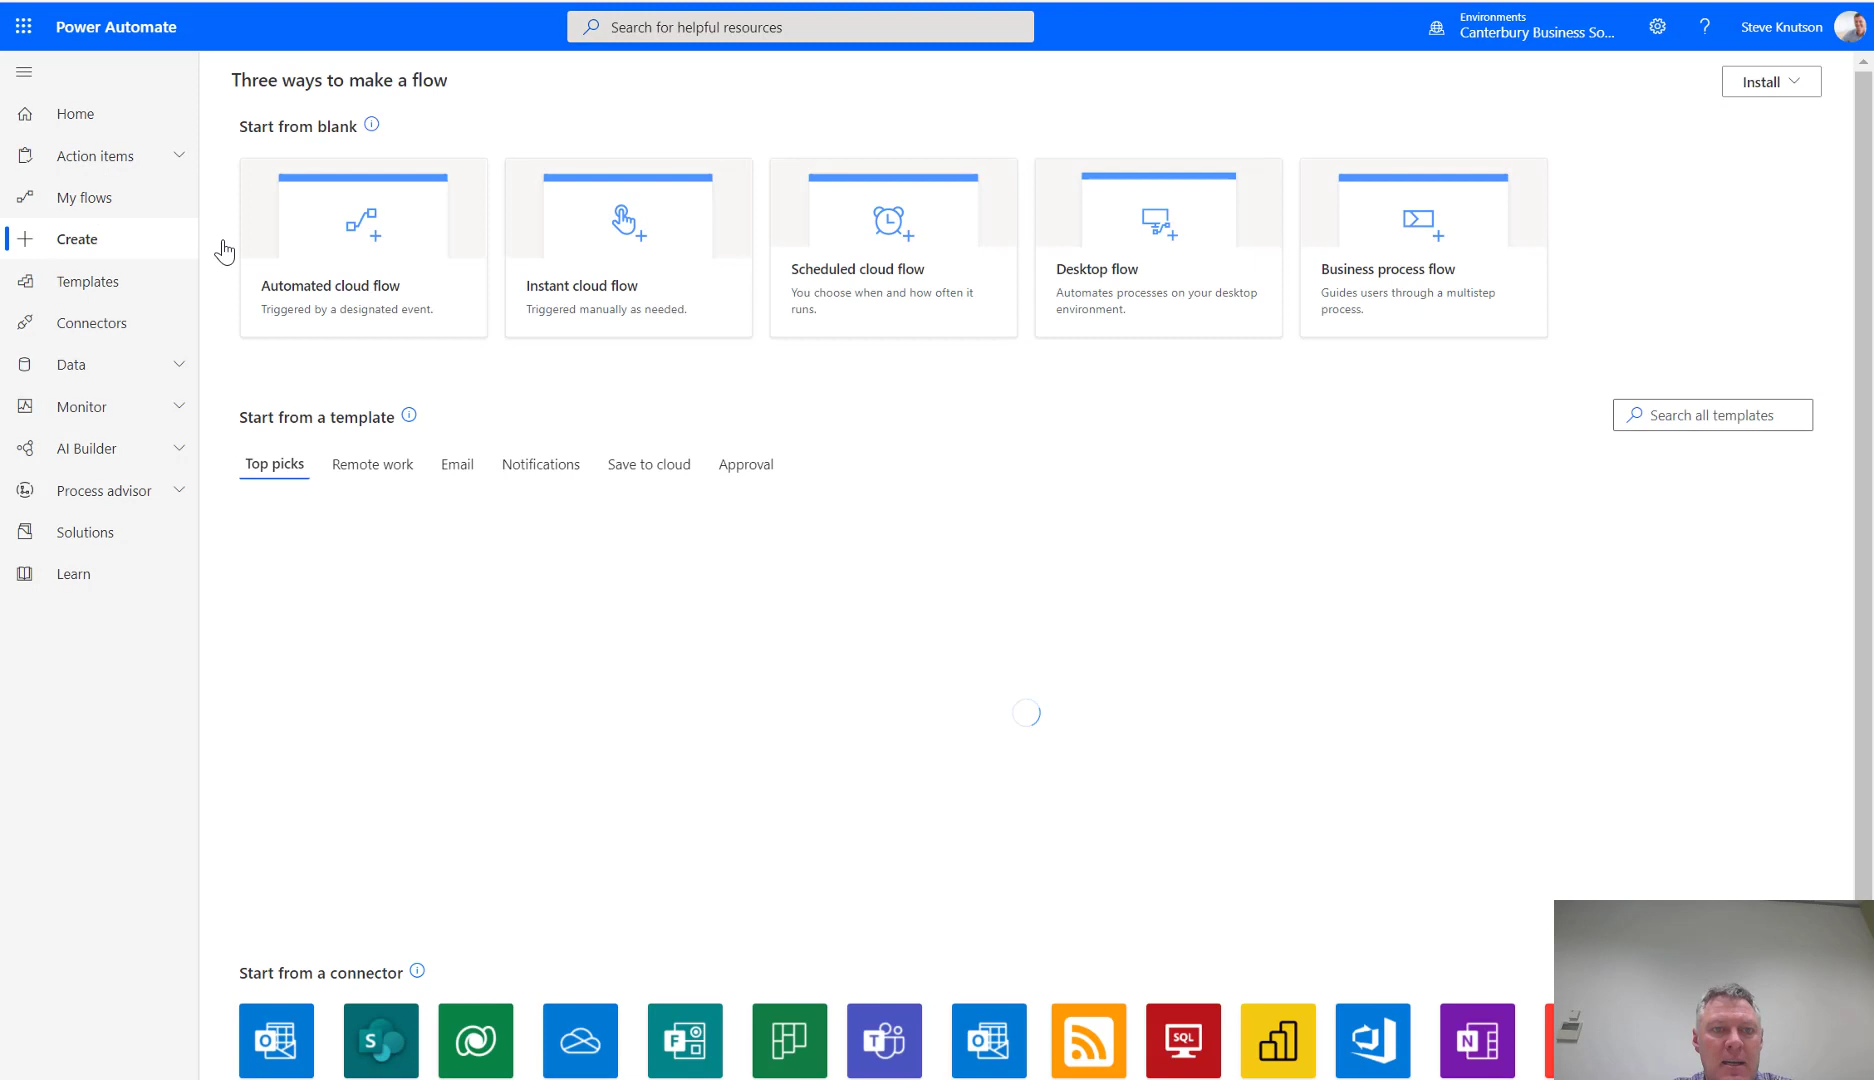 Power Automate
Search for helpful resources
Environments
Canterbury Business So...
?
Steve Knutson
Home
Action items
My flows
Create
Templates
Connectors
Data
Monitor
AI Builder
Process advisor
Solutions
Learn
Three ways to make a flow
Install
Start from blank
Automated cloud flow
Triggered by a designated event.
Instant cloud flow
Triggered manually as needed.
Scheduled cloud flow
You choose when and how often it
runs.
Desktop flow
Automates processes on your desktop
environment.
Business process flow
Guides users through a multistep
process.
Start from a template
Search all templates
Top picks
Remote work
Email
Notifications
Save to cloud
Approval
Start from a connector
O
S
F
T
O
SQL
N